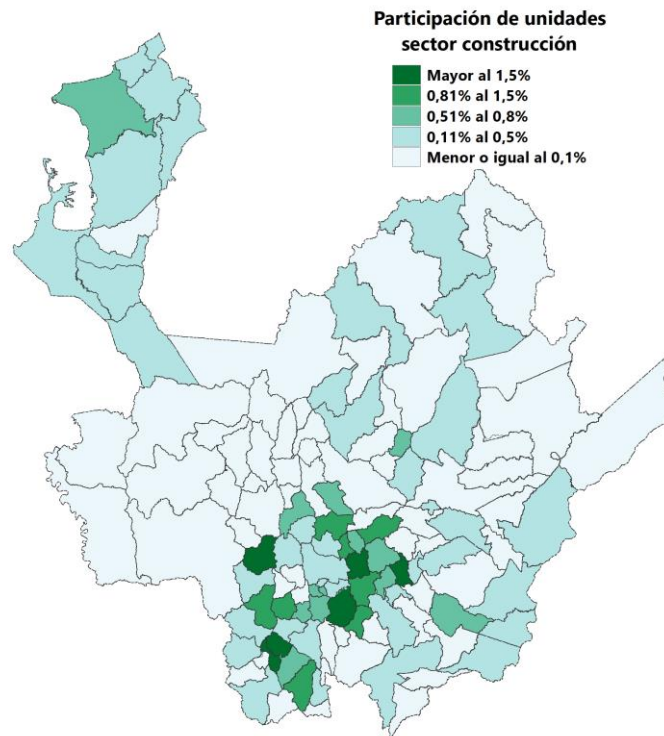 Participación de unidades
sector construcción
Mayor al 1,5%
0,81% al 1,5%
0,51% al 0,8%
0,11% al 0,5%
Menor o igual al 0,1%